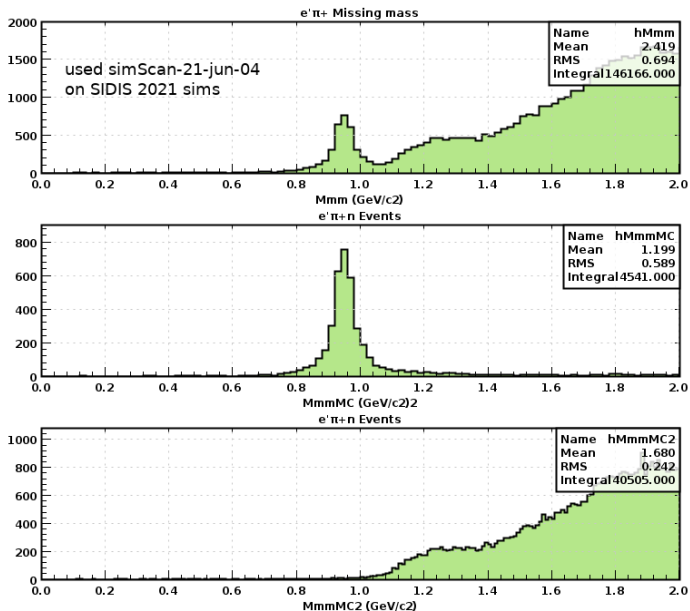 e'π+ Missing mass
2000
1500
1000
500
0
used simScan-21-jun-04
on SIDIS 2021 sims
Name hMmm
Mean 2.419
RMS 0.694
Integral146166.000
0.0 0.2 0.4 0.6 0.8 1.0 1.2 1.4 1.6 1.8 2.0
Mmm (GeV/c2)
e'π+n Events
800
600
400
200
0
Name hMmmMC
Mean 1.199
RMS 0.589
Integral4541.000
0.0 0.2 0.4 0.6 0.8 1.0 1.2 1.4 1.6 1.8 2.0
MmmMC (GeV/c2)2
e'π+n Events
1000
800
600
400
200
0
Name hMmmMC2
Mean 1.680
RMS 0.242
Integral40505.000
0.0 0.2 0.4 0.6 0.8 1.0 1.2 1.4 1.6 1.8 2.0
MmmMC2 (GeV/c2)